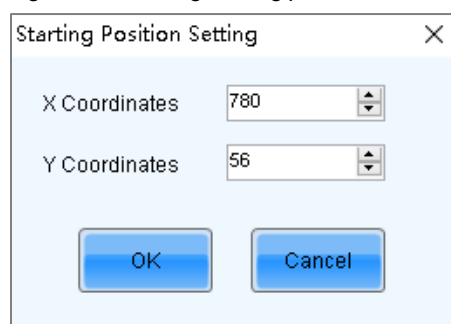 Starting Position Setting
X Coordinates 780
Y Coordinates 56
OK Cancel